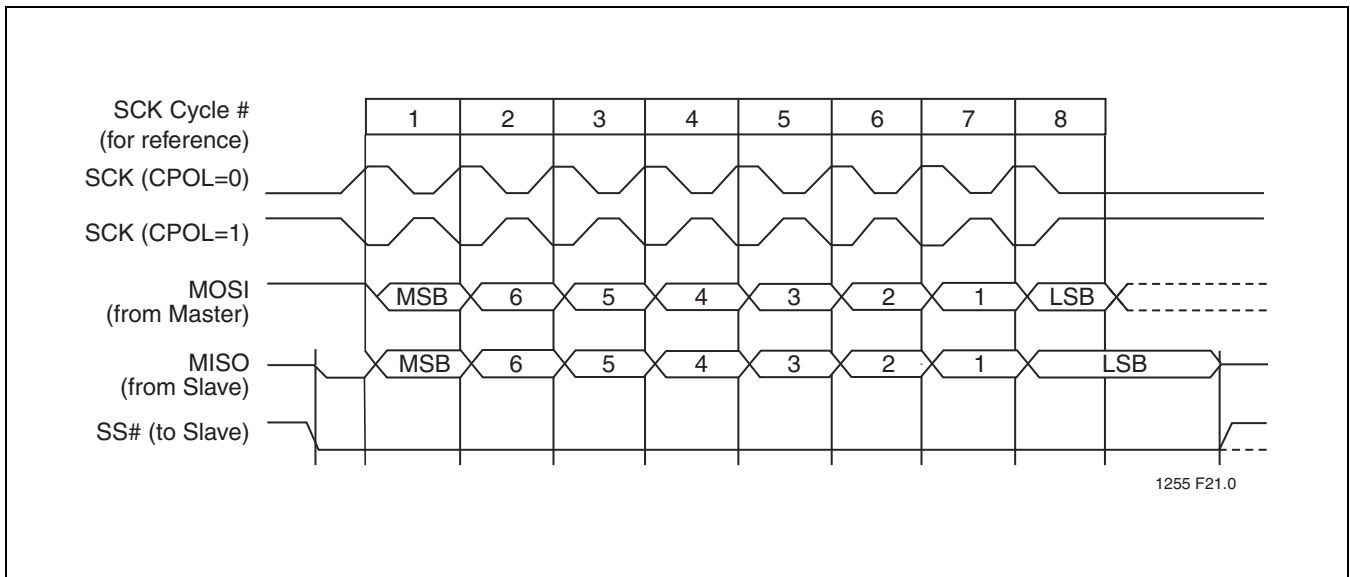 SCK Cycle #
(for reference)
1 2 3 4 5 6 7 8
SCK (CPOL=0)
SCK (CPOL=1)
MOSI
(from Master)
MSB 6 5 4 3 2 1 LSB
MISO
(from Slave)
MSB 6 5 4 3 2 1 LSB
SS# (to Slave)
1255 F21.0